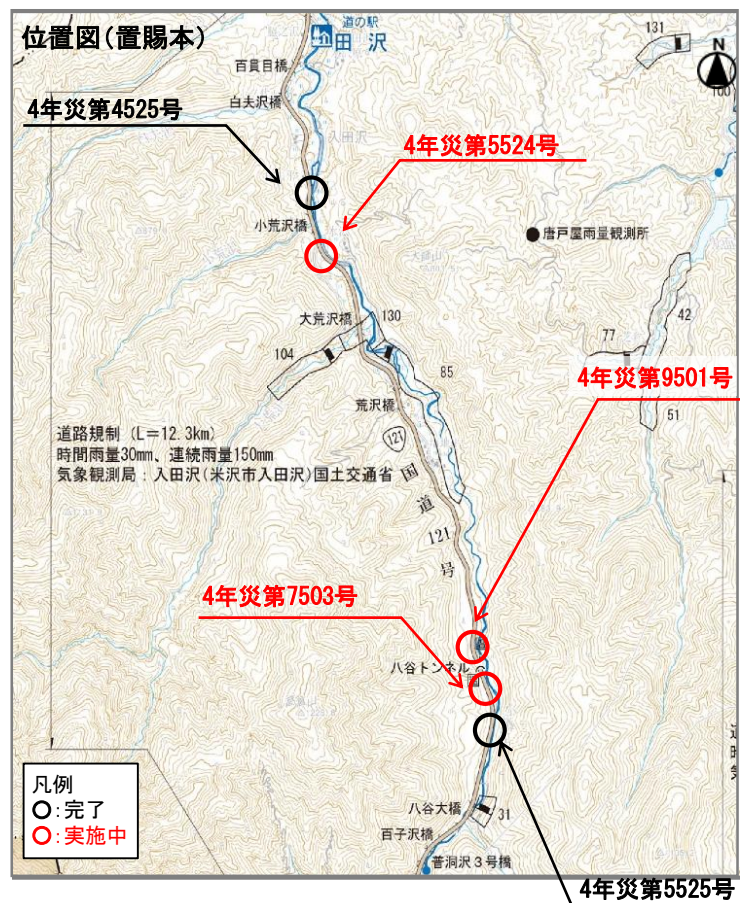 位置図(置賜本)
道の駅
田 沢
131
N
100
百貫目橋
白夫沢橋
4年災第4525号
入田沢
4年災第5524号
小荒沢橋
唐戸屋雨量観測所
大荒沢橋
130
42
104
77
85
4年災第9501号
荒沢橋
51
121
道路規制 (L=12.3km)
時間雨量30mm、連続雨量150mm
気象観測局:入田沢(米沢市入田沢)国土交通省
国道121号
4年災第7503号
八谷トンネル
凡例
○:完了
○:実施中
八谷大橋
31
百子沢橋
菩洞沢3号橋
4年災第5525号